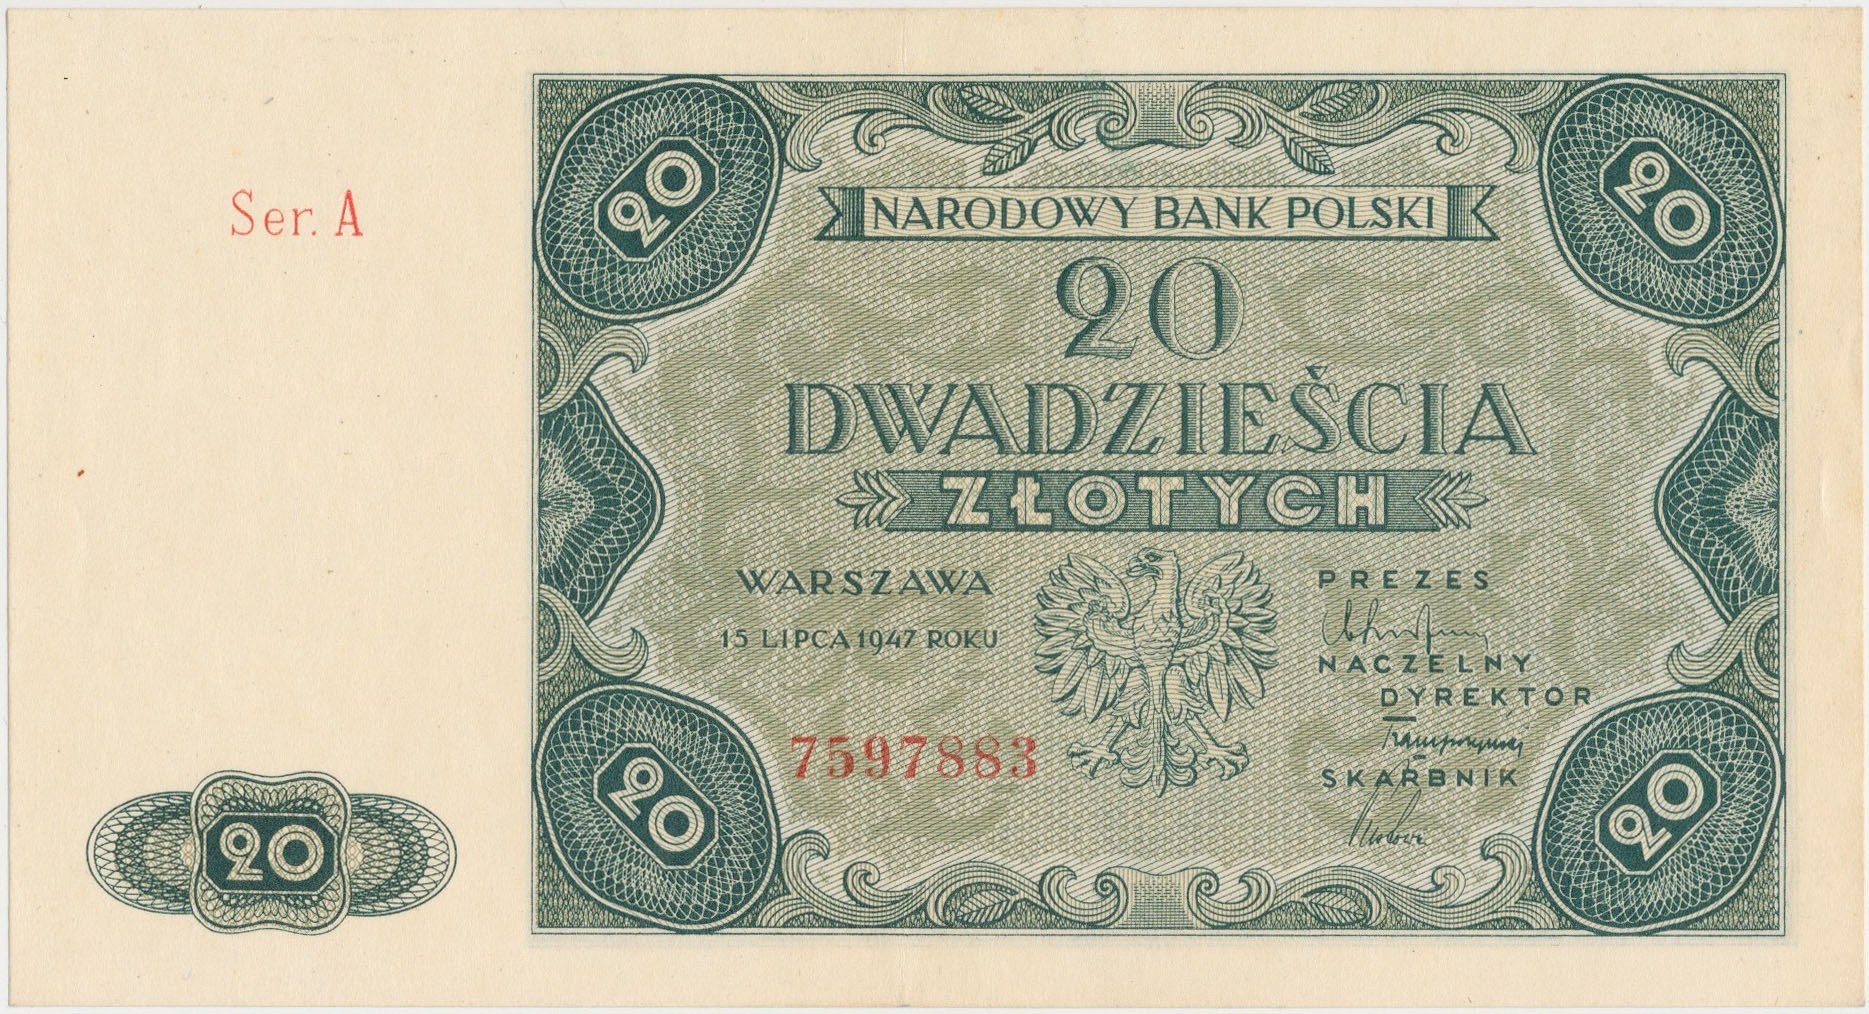 20
20
NARODOWY BANK POLSKI
Ser. A
20
DWADZIEŚCIA
ZŁOTYCH
WARSZAWA
15 LIPCA 1947 ROKU
PREZES
NACZELNY
DYREKTOR
7597883
SKARBNIK
20
20
20